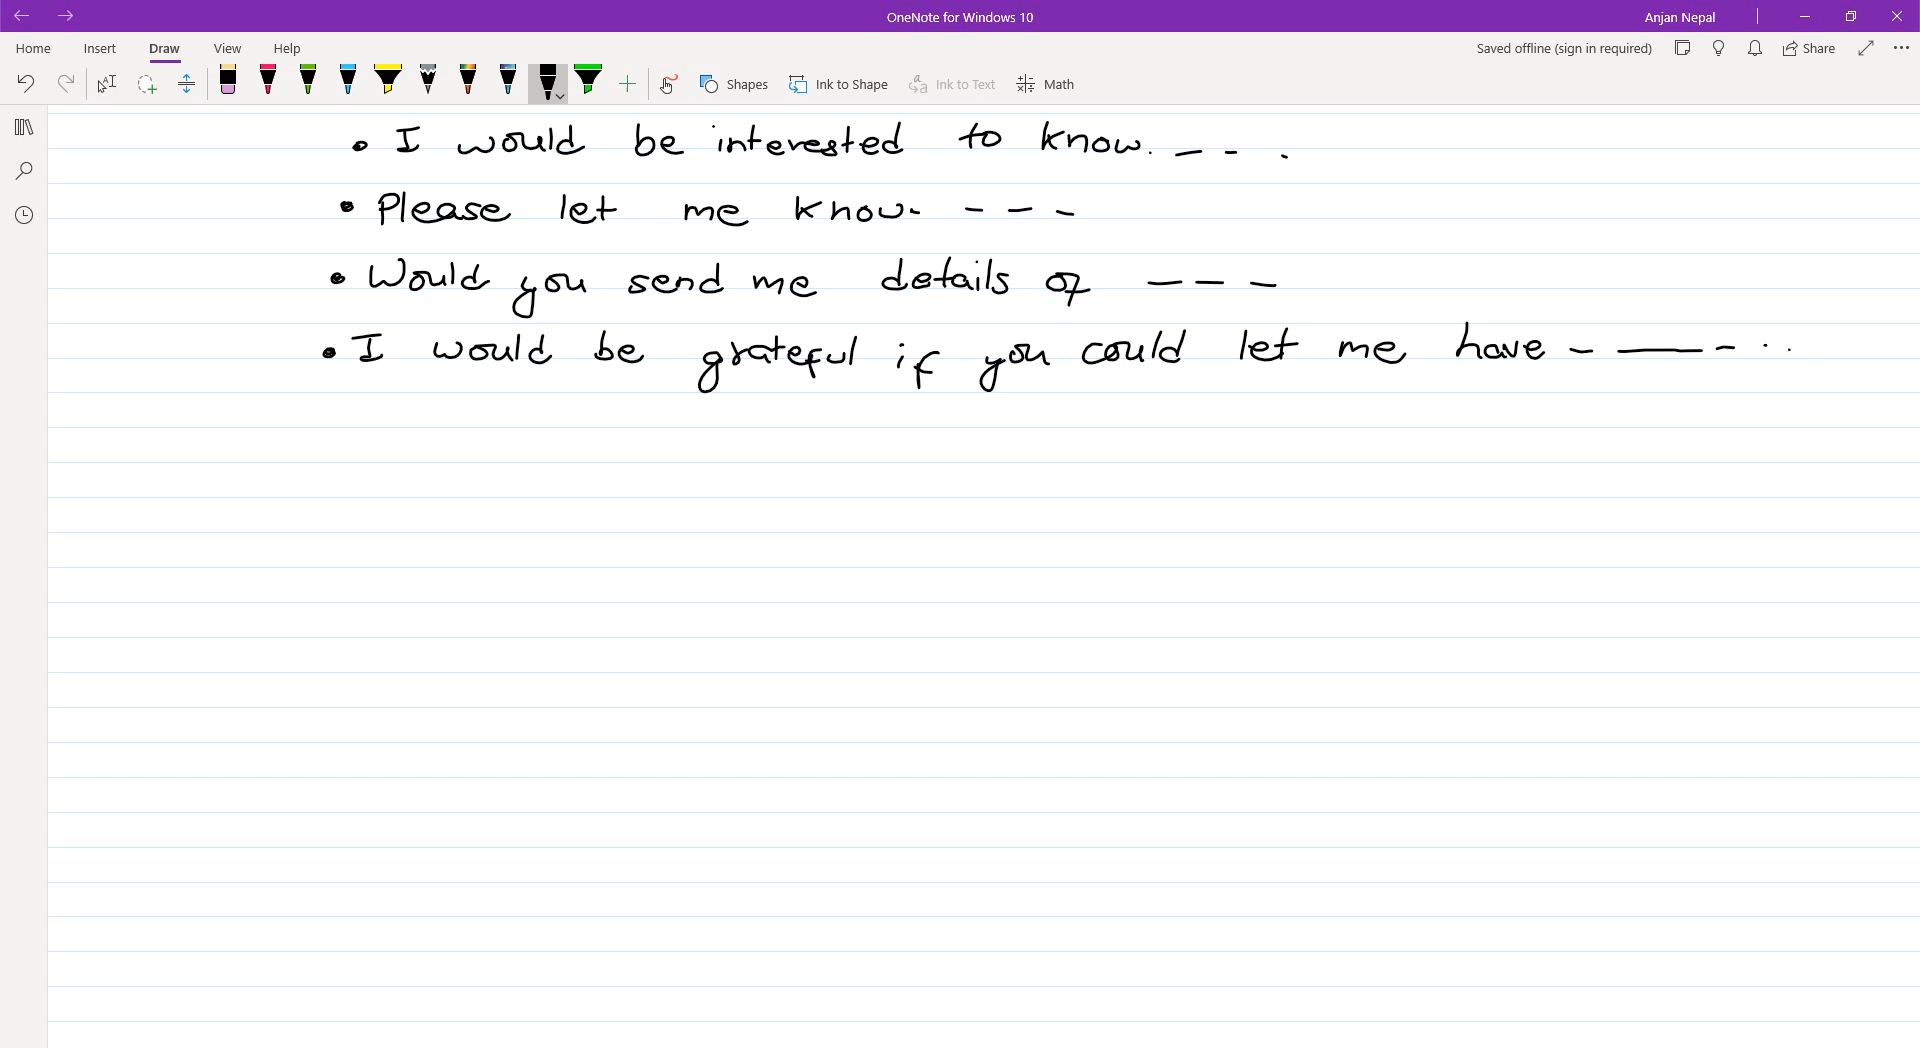 OneNote for Windows 10
Anjan Nepal
Home Insert Draw View Help
Saved offline (sign in required) Share
Shapes Ink to Shape Ink to Text Math
• I would be interested to know. _ _ .
• Please let me know. - - -
• Would you send me details of - - -
• I would be grateful if you could let me have - —— - . .